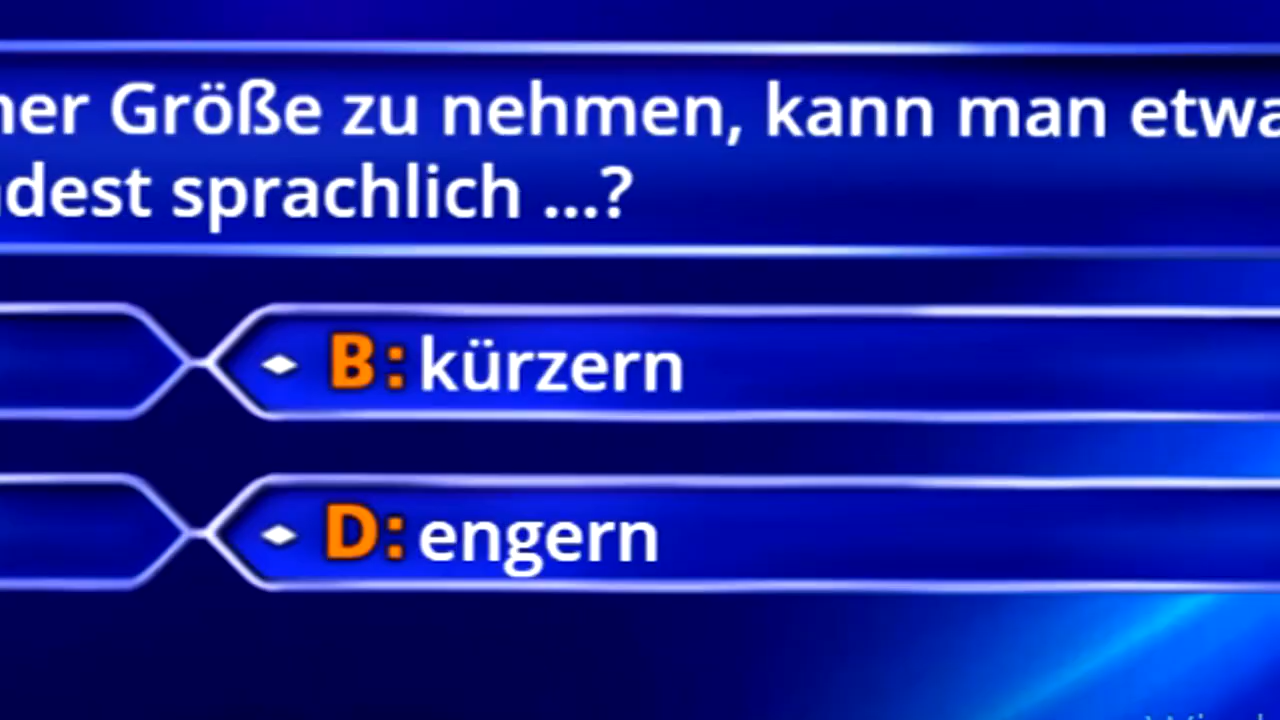 ner Größe zu nehmen, kann man etwa
dest sprachlich ...?
B: kürzern
D: engern